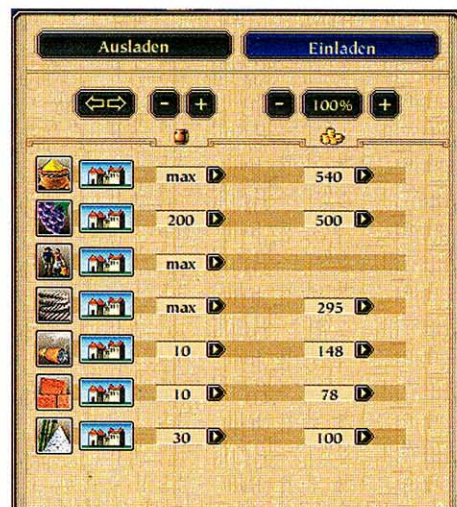 Ausladen Einladen
- + - 100% +
max 540
200 500
max
max 295
10 148
10 78
30 100